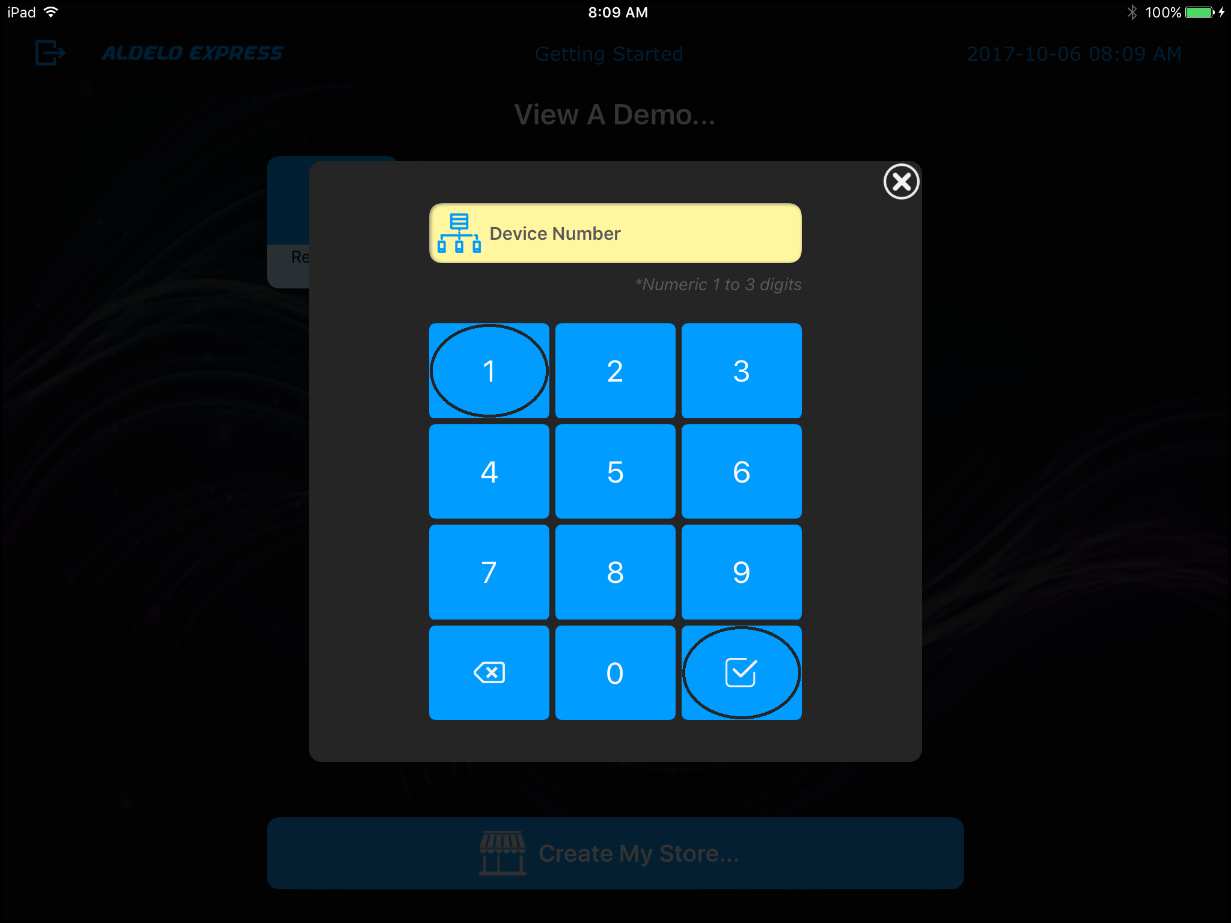 iPad 8:09 AM 100%
ALDELO EXPRESS Getting Started 2017-10-06 08:09 AM
View A Demo...
Device Number
Re
*Numeric 1 to 3 digits
1 2 3
4 5 6
7 8 9
0
Create My Store...